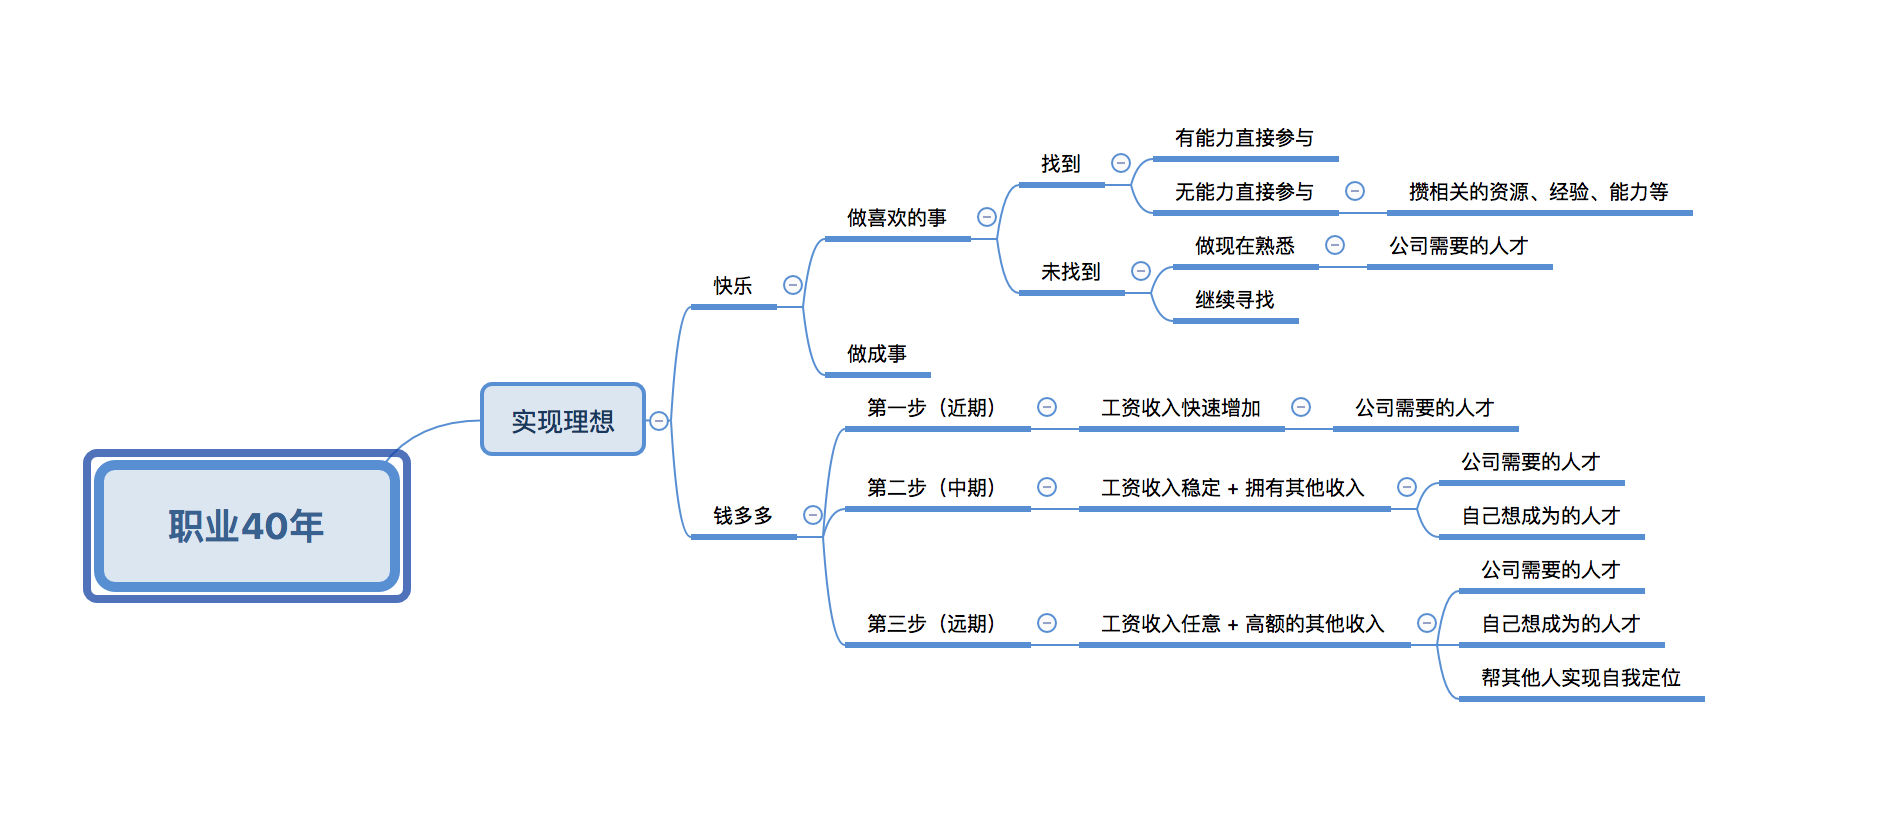 职业40年
实现理想
快乐
做喜欢的事
找到
有能力直接参与
无能力直接参与
攒相关的资源、经验、能力等
未找到
做现在熟悉
公司需要的人才
继续寻找
做成事
钱多多
第一步（近期）
工资收入快速增加
公司需要的人才
第二步（中期）
工资收入稳定 + 拥有其他收入
公司需要的人才
自己想成为的人才
第三步（远期）
工资收入任意 + 高额的其他收入
公司需要的人才
自己想成为的人才
帮其他人实现自我定位